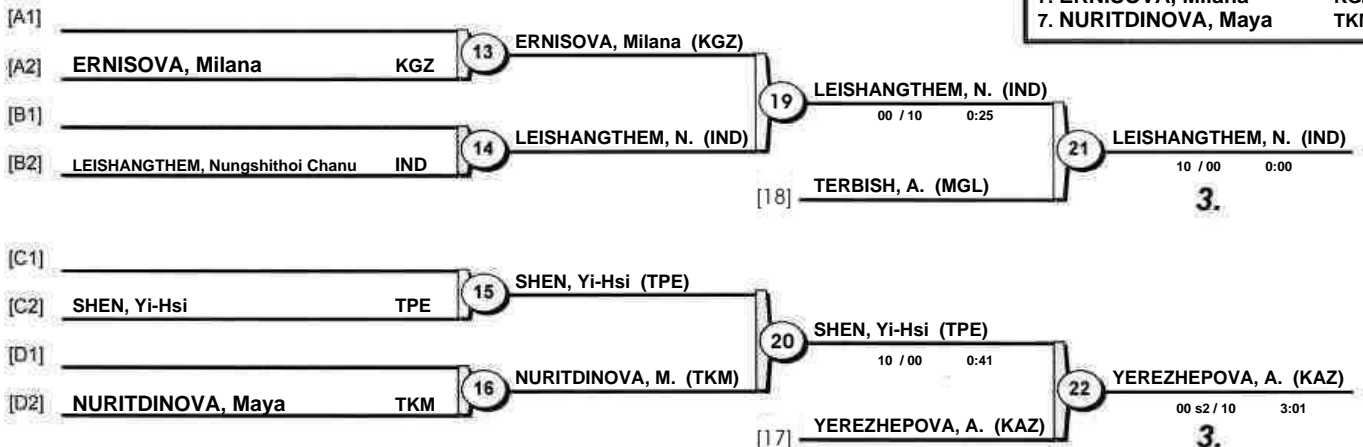 7. ERNISOVA, Milana
7. NURITDINOVA, Maya TKM
[A1]
[A2] ERNISOVA, Milana KGZ
13
ERNISOVA, Milana (KGZ)
[B1]
[B2] LEISHANGTHEM, Nungshithoi Chanu IND
14
LEISHANGTHEM, N. (IND)
19
LEISHANGTHEM, N. (IND)
00 / 10 0:25
[18] TERBISH, A. (MGL)
21
LEISHANGTHEM, N. (IND)
10 / 00 0:00
3.
[C1]
[C2] SHEN, Yi-Hsi TPE
15
SHEN, Yi-Hsi (TPE)
[D1]
[D2] NURITDINOVA, Maya TKM
16
NURITDINOVA, M. (TKM)
20
SHEN, Yi-Hsi (TPE)
10 / 00 0:41
[17] YEREZHEPOVA, A. (KAZ)
22
YEREZHEPOVA, A. (KAZ)
00 s2 / 10 3:01
3.